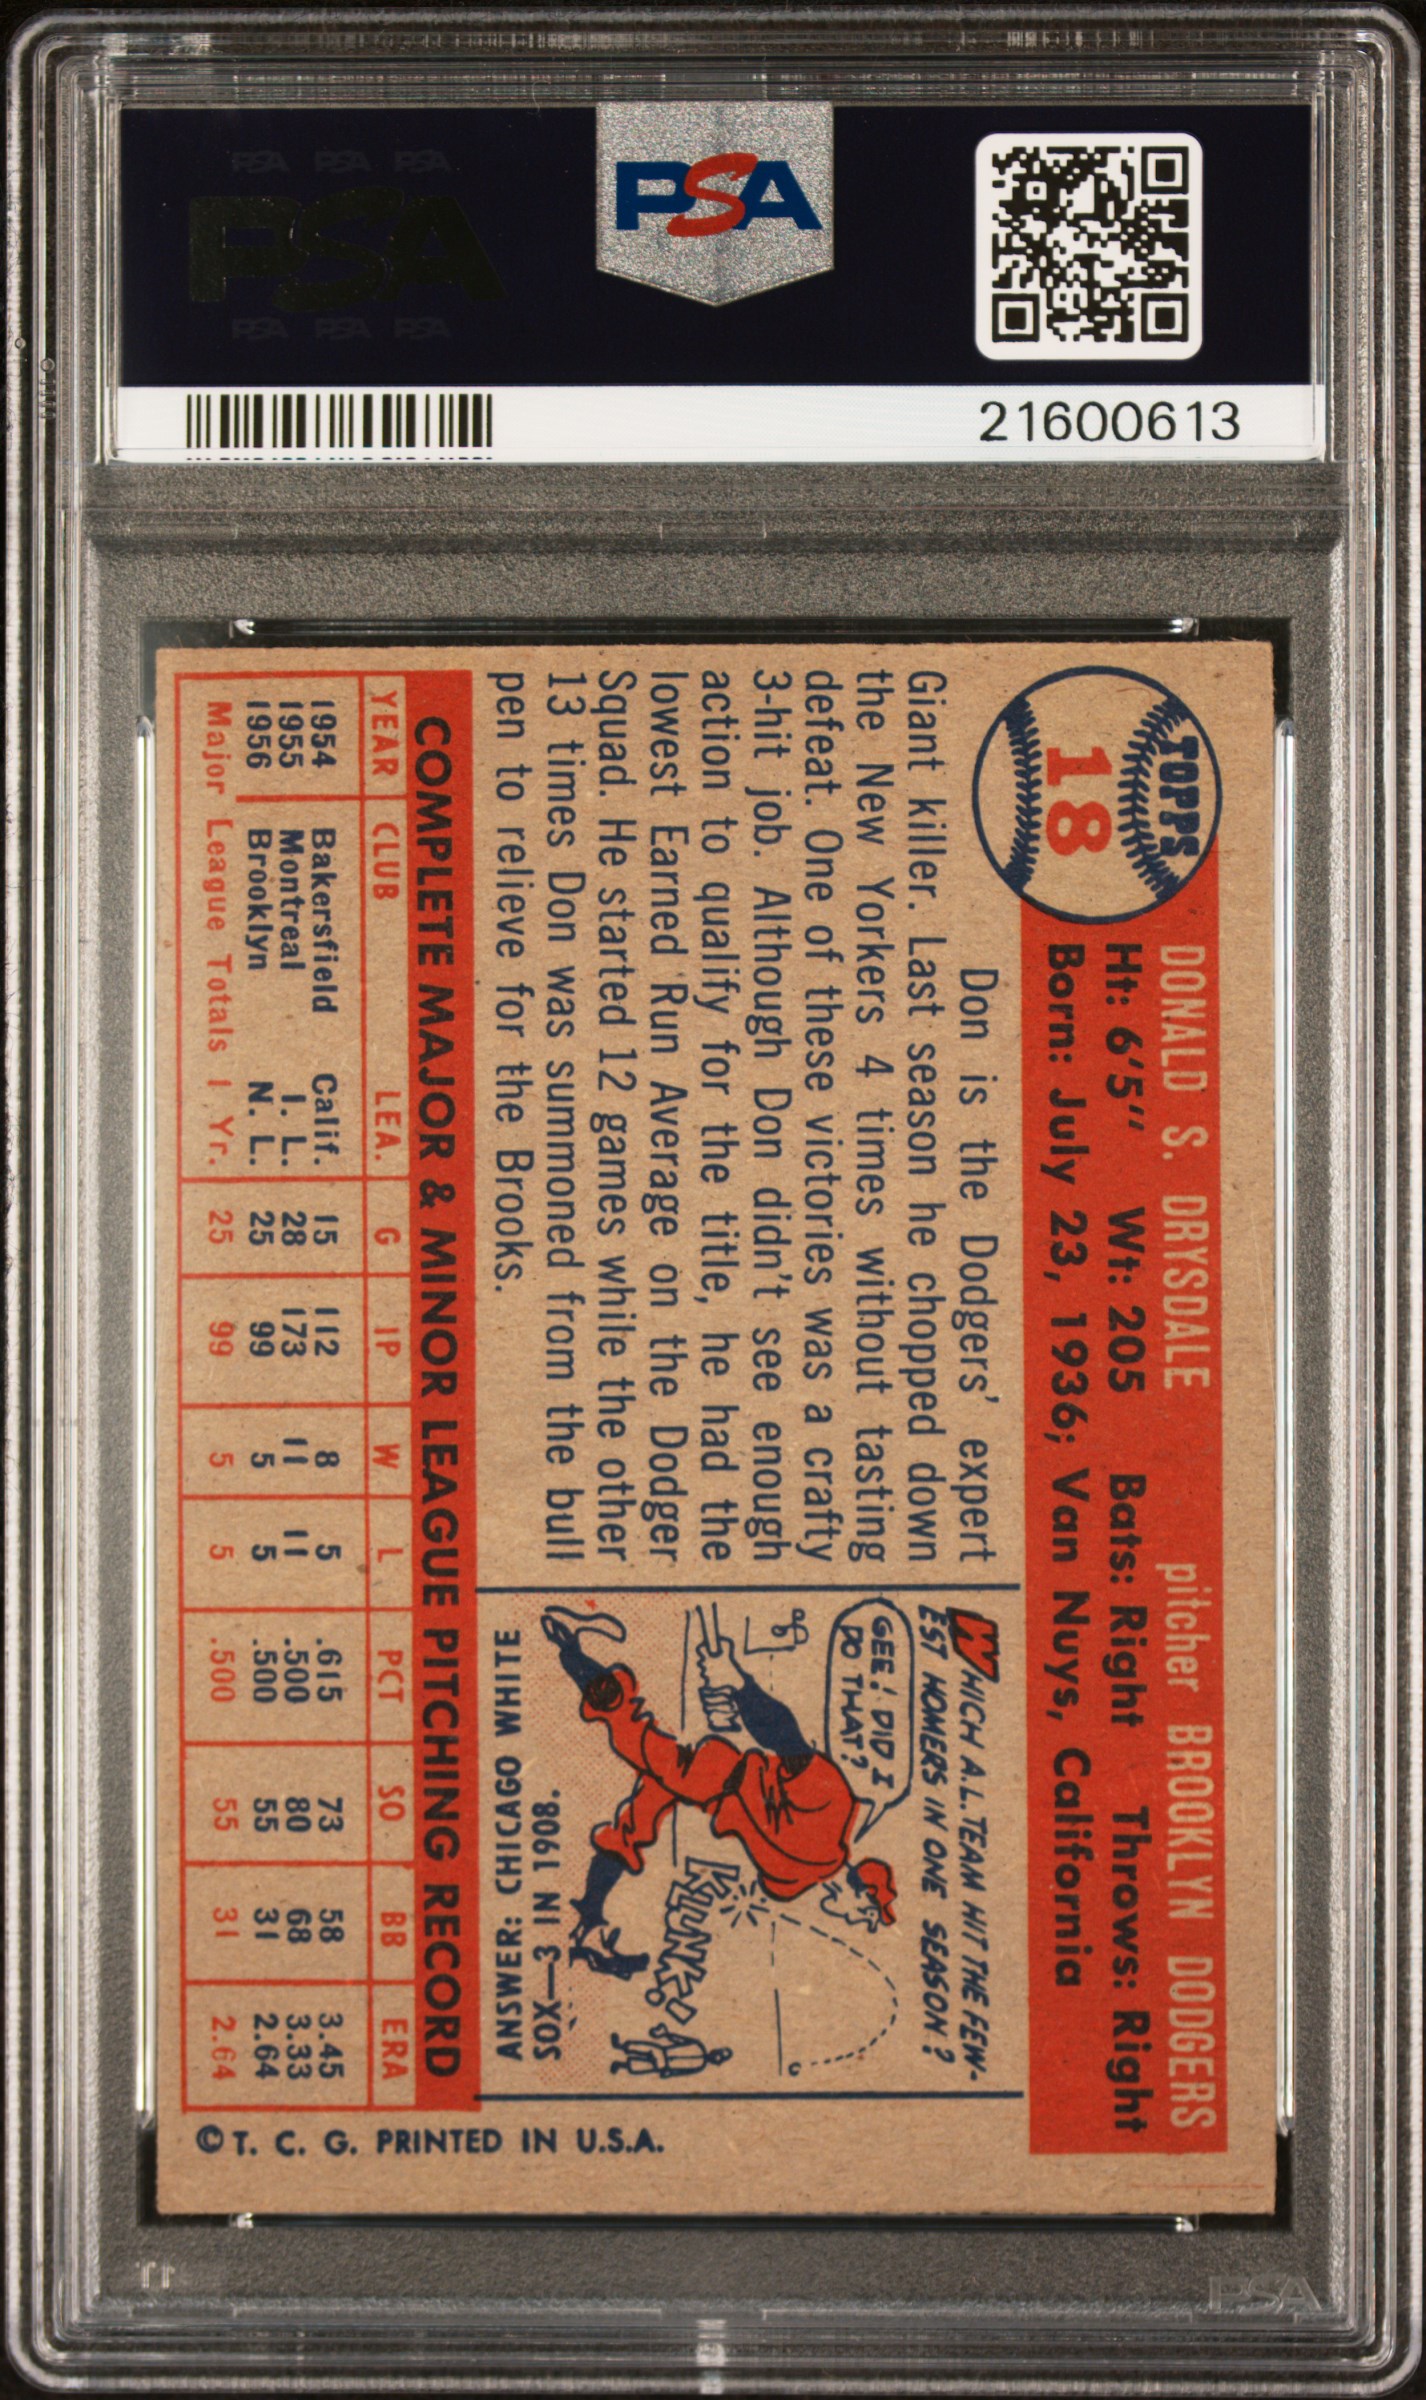 PSA PSA PSA
PSA
PSA PSA PSA
PSA
21600613
TOPPS
18
DONALD S. DRYSDALE pitcher BROOKLYN DODGERS
Ht: 6'5" Wt: 205 Bats: Right Throws: Right
Born: July 23, 1936; Van Nuys, California
Don is the Dodgers' expert
Giant killer. Last season he chopped down
the New Yorkers 4 times without tasting
defeat. One of these victories was a crafty
3-hit job. Although Don didn't see enough
action to qualify for the title, he had the
lowest Earned Run Average on the Dodger
Squad. He started 12 games while the other
13 times Don was summoned from the bull
pen to relieve for the Brooks.
WHICH A.L. TEAM HIT THE FEW-
EST HOMERS IN ONE SEASON?
GEE! DID I
DO THAT?
KLUNK!
ANSWER: CHICAGO WHITE
SOX—3 IN 1908.
COMPLETE MAJOR & MINOR LEAGUE PITCHING RECORD
YEAR CLUB LEA. G IP W L PCT SO BB ERA
1954 Bakersfield Calif. 15 112 8 5 .615 73 58 3.45
1955 Montreal I. L. 28 173 11 11 .500 80 68 3.33
1956 Brooklyn N. L. 25 99 5 5 .500 55 31 2.64
Major League Totals 1 Yr. 25 99 5 5 .500 55 31 2.64
© T. C. G. PRINTED IN U.S.A.
PSA